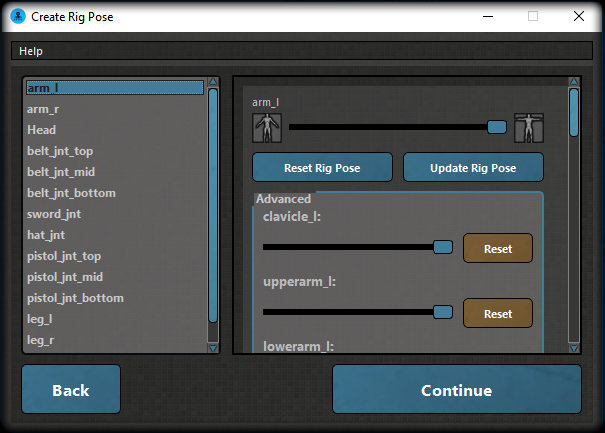 Create Rig Pose
Help
arm_l
arm_r
Head
belt_jnt_top
belt_jnt_mid
belt_jnt_bottom
sword_jnt
hat_jnt
pistol_jnt_top
pistol_jnt_mid
pistol_jnt_bottom
leg_l
leg_r
arm_l
Reset Rig Pose
Update Rig Pose
Advanced
clavicle_l:
Reset
upperarm_l:
Reset
lowerarm_l:
Back
Continue